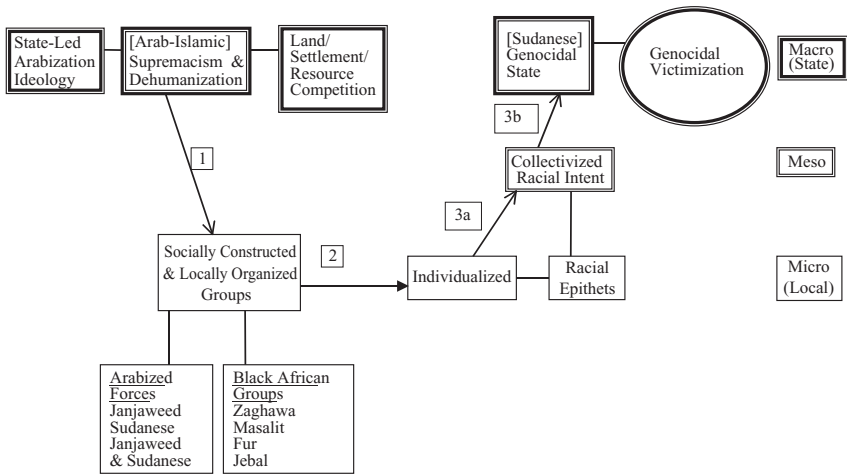 State-Led
Arabization
Ideology
[Arab-Islamic]
Supremacism &
Dehumanization
Land/
Settlement/
Resource
Competition
[Sudanese]
Genocidal
State
Genocidal
Victimization
Macro
(State)
3b
1
Collectivized
Racial Intent
Meso
3a
Socially Constructed
& Locally Organized
Groups
2
Individualized
Racial
Epithets
Micro
(Local)
Arabized
Forces
Janjaweed
Sudanese
Janjaweed
& Sudanese
Black African
Groups
Zaghawa
Masalit
Fur
Jebal